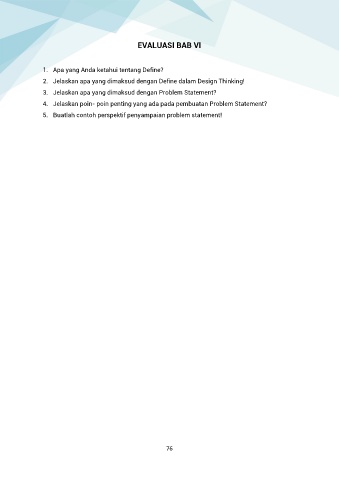 EVALUASI BAB VI
1. Apa yang Anda ketahui tentang Define?
2. Jelaskan apa yang dimaksud dengan Define dalam Design Thinking!
3. Jelaskan apa yang dimaksud dengan Problem Statement?
4. Jelaskan poin- poin penting yang ada pada pembuatan Problem Statement?
5. Buatlah contoh perspektif penyampaian problem statement!
76